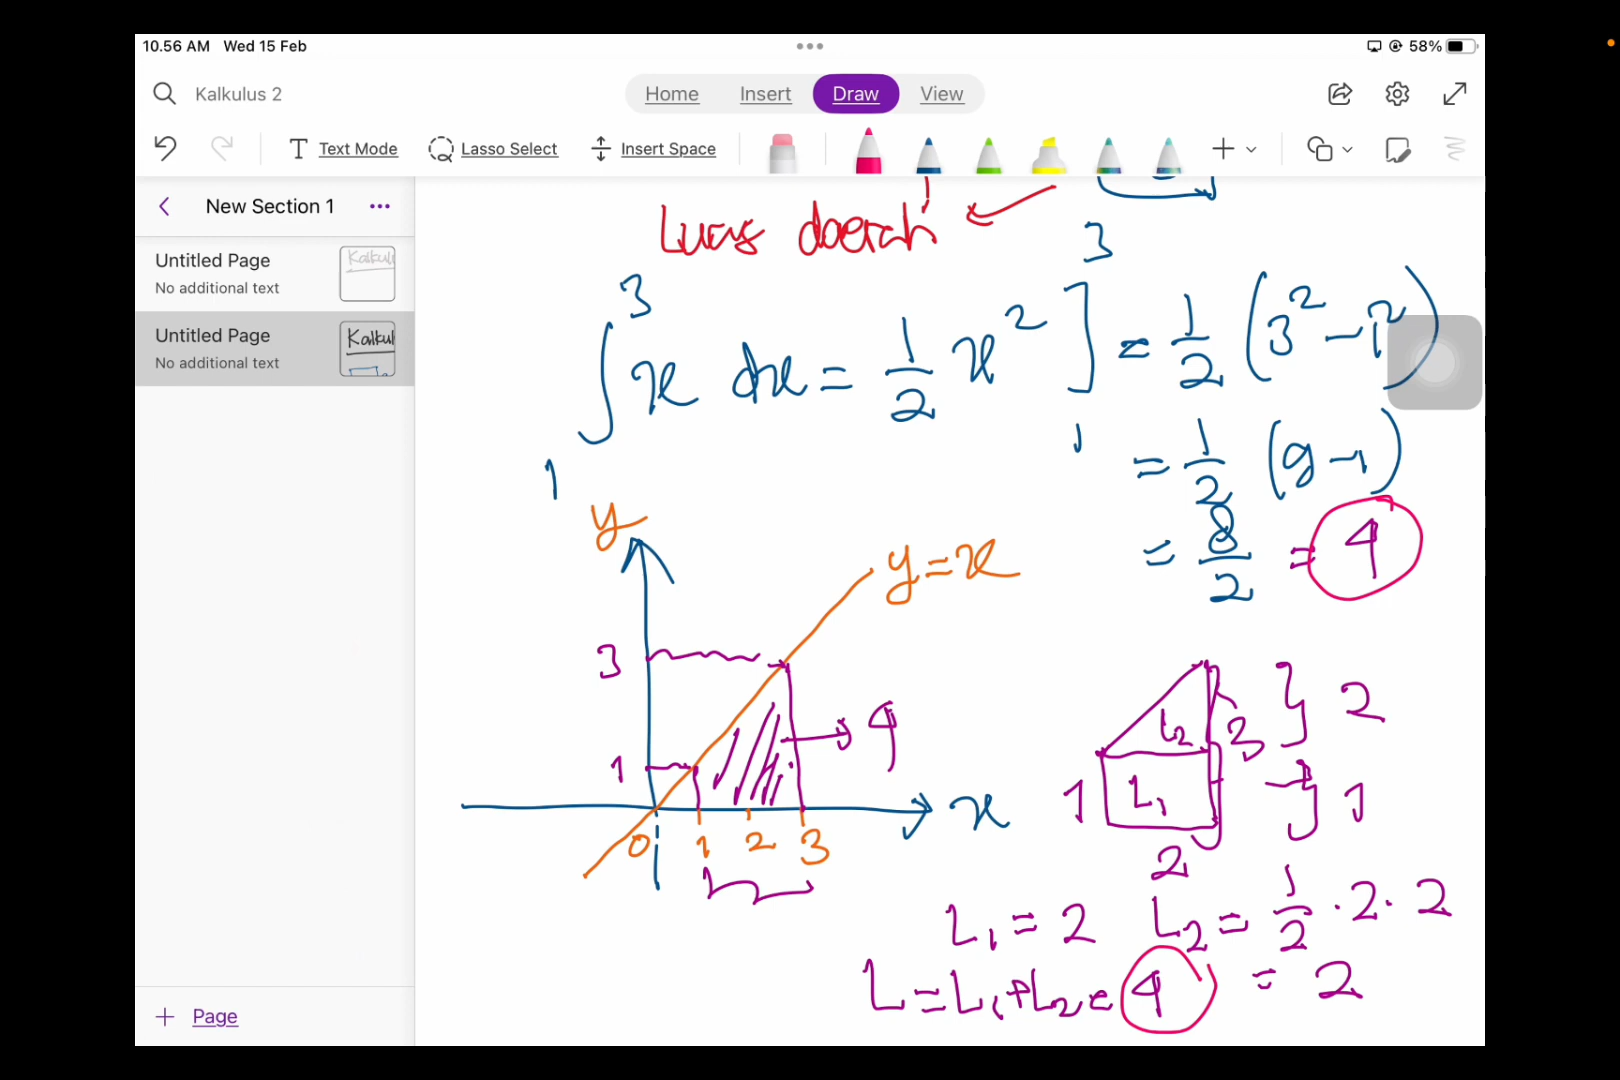 10.56 AM Wed 15 Feb
58%
Kalkulus 2
Home Insert Draw View
Text Mode Lasso Select Insert Space
New Section 1
Untitled Page
No additional text
Kalkul
Untitled Page
No additional text
Kalkul
+ Page
Luas daerah
∫₁³ x dx = 1/2 x² ]₁³ = 1/2 (3² - 1²)
= 1/2 (9 - 1)
= 8/2 = 4
y
y = x
3
1
4
x
0 1 2 3
L2 3 } 2
1 L1 } 1
2
L1 = 2 L2 = 1/2 · 2 · 2
= 2
L = L1 + L2 = 4